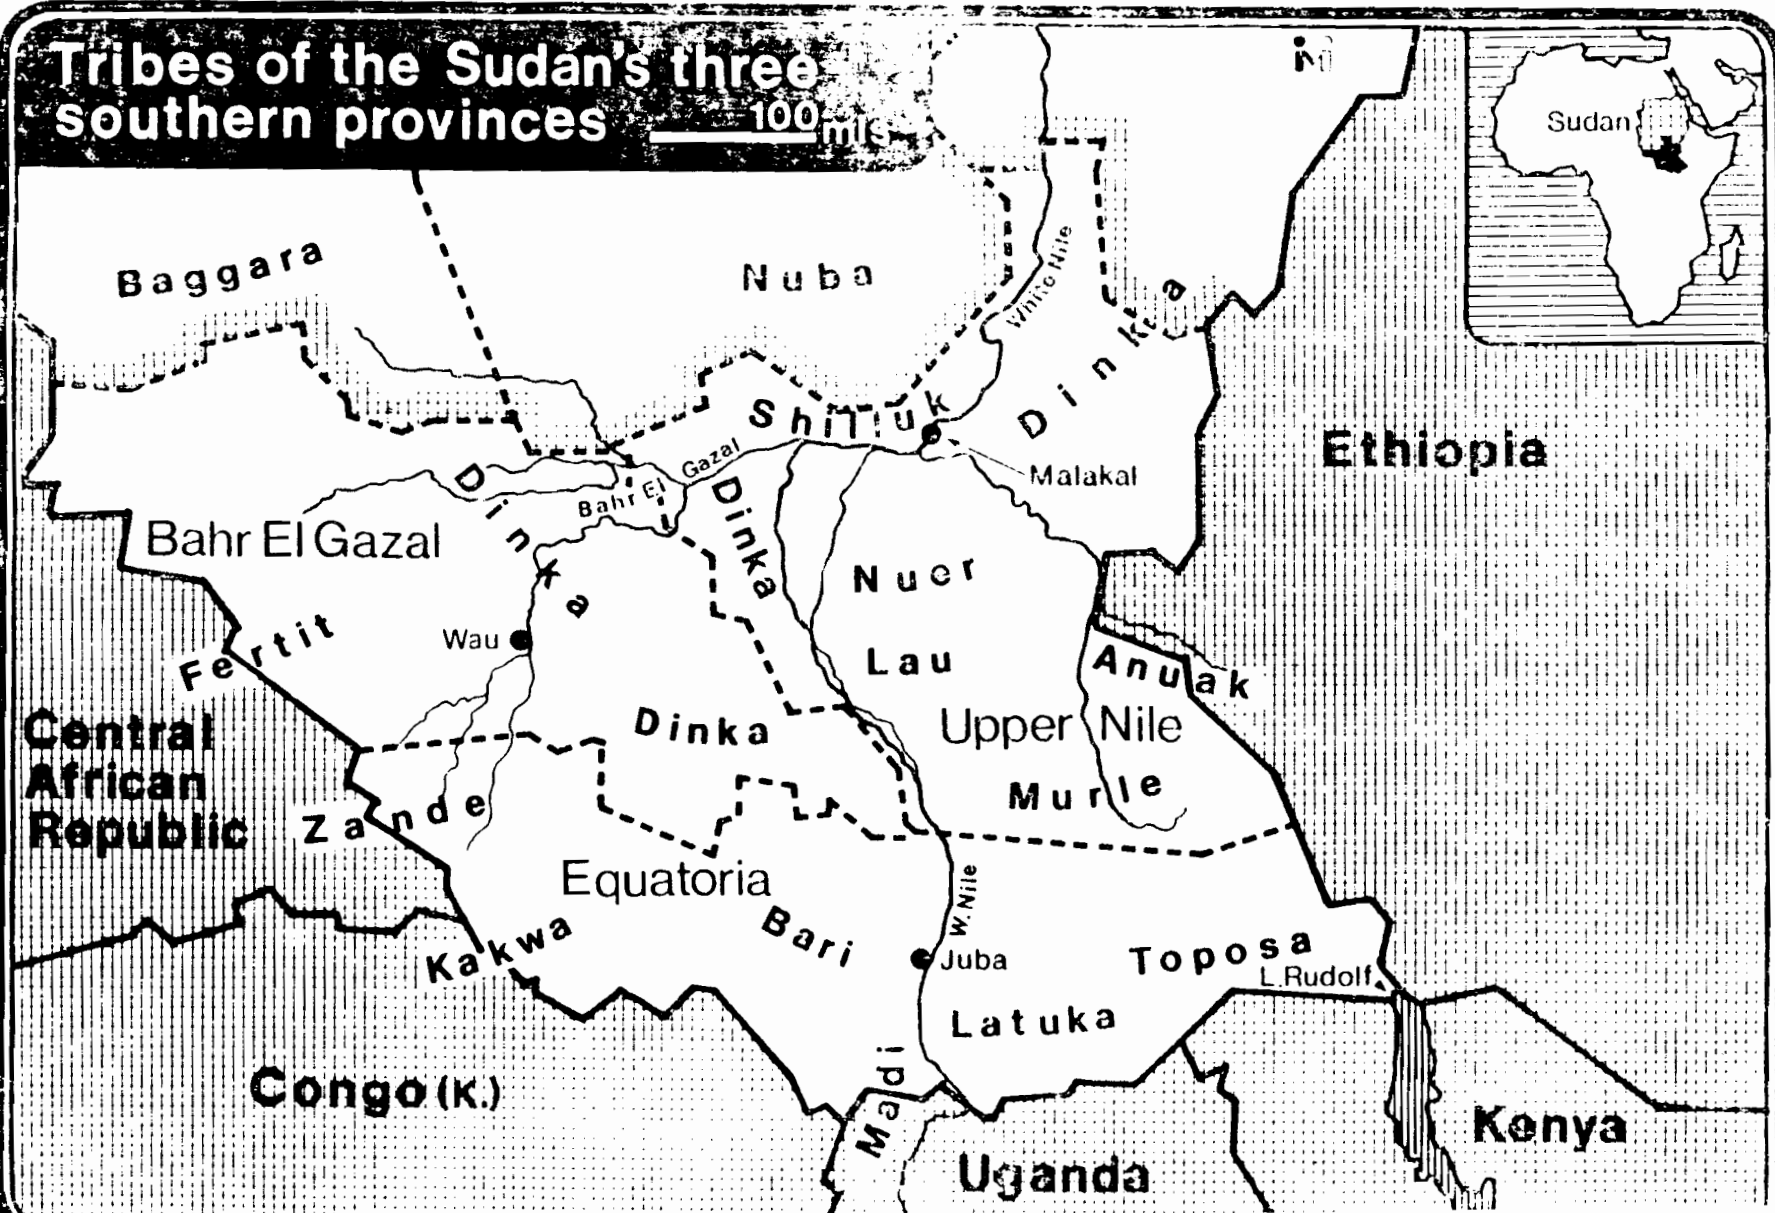 Tribes of the Sudan's three
southern provinces
100 mls
Sudan
Baggara
Nuba
White Nile
Dinka
Shilluk
Ethiopia
Malakal
Gazal
Bahr El
Dinka
Dinka
Bahr El Gazal
Nuer
Fertit
Wau
Lau
Anuak
Central
African
Republic
Dinka
Upper Nile
Murle
Zande
Equatoria
W.Nile
Bari
Kakwa
Juba
Toposa
L.Rudolf
Latuka
Madi
Congo (K.)
Kenya
Uganda